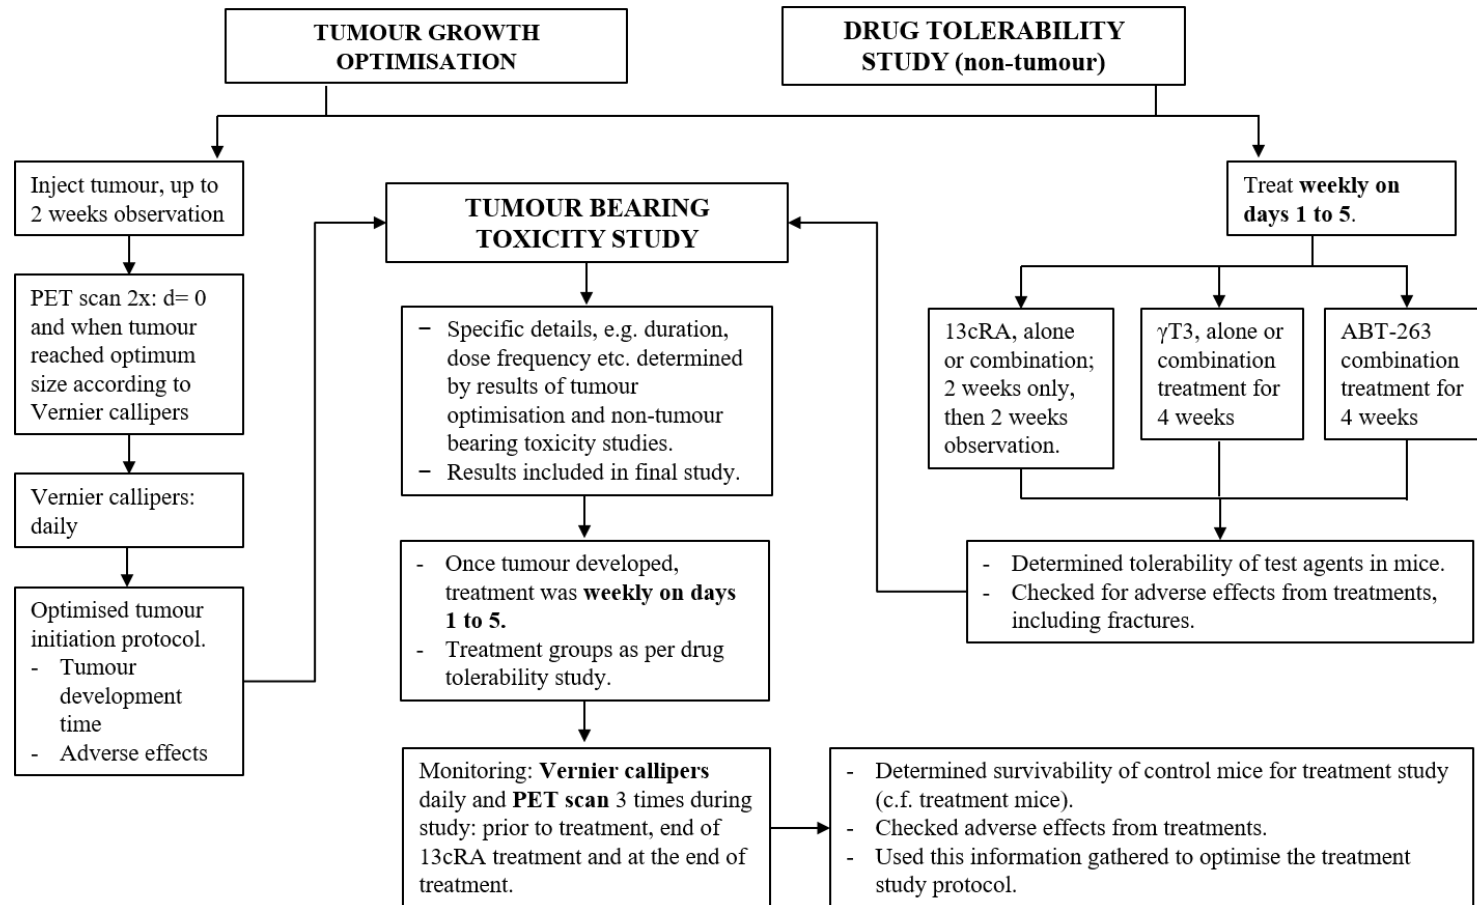 TUMOUR GROWTH
OPTIMISATION
DRUG TOLERABILITY
STUDY (non-tumour)
Inject tumour, up to
2 weeks observation
PET scan 2x: d= 0
and when tumour
reached optimum
size according to
Vernier callipers
Vernier callipers:
daily
Optimised tumour
initiation protocol.
- Tumour
development
time
- Adverse effects
TUMOUR BEARING
TOXICITY STUDY
− Specific details, e.g. duration,
dose frequency etc. determined
by results of tumour
optimisation and non-tumour
bearing toxicity studies.
− Results included in final study.
- Once tumour developed,
treatment was weekly on days
1 to 5.
- Treatment groups as per drug
tolerability study.
Monitoring: Vernier callipers
daily and PET scan 3 times during
study: prior to treatment, end of
13cRA treatment and at the end of
treatment.
Treat weekly on
days 1 to 5.
13cRA, alone
or combination;
2 weeks only,
then 2 weeks
observation.
γT3, alone or
combination
treatment for
4 weeks
ABT-263
combination
treatment for
4 weeks
- Determined tolerability of test agents in mice.
- Checked for adverse effects from treatments,
including fractures.
- Determined survivability of control mice for treatment study
(c.f. treatment mice).
- Checked adverse effects from treatments.
- Used this information gathered to optimise the treatment
study protocol.